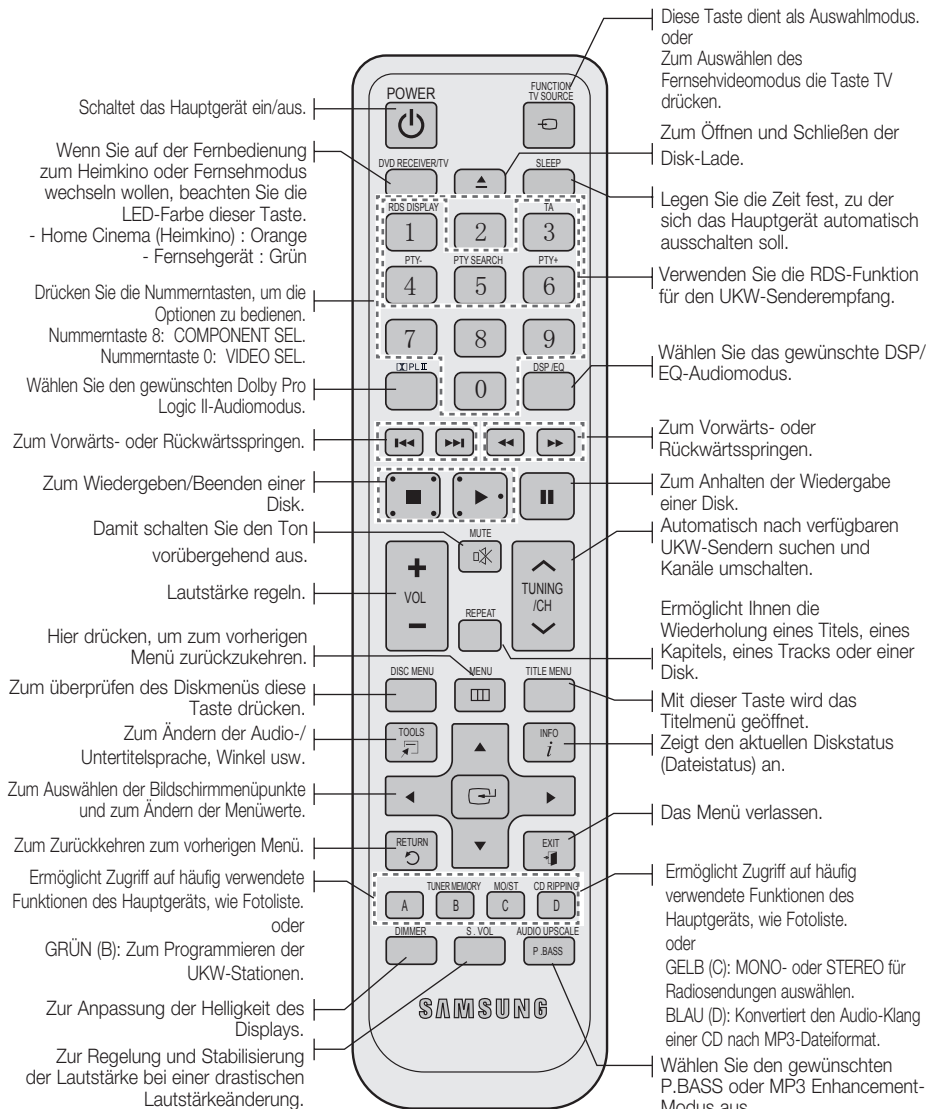 Schaltet das Hauptgerät ein/aus.
Wenn Sie auf der Fernbedienung
zum Heimkino oder Fernsehmodus
wechseln wollen, beachten Sie die
LED-Farbe dieser Taste.
- Home Cinema (Heimkino) : Orange
- Fernsehgerät : Grün
Drücken Sie die Nummerntasten, um die
Optionen zu bedienen.
Nummerntaste 8: COMPONENT SEL.
Nummerntaste 0: VIDEO SEL.
Wählen Sie den gewünschten Dolby Pro
Logic II-Audiomodus.
Zum Vorwärts- oder Rückwärtsspringen.
Zum Wiedergeben/Beenden einer
Disk.
Damit schalten Sie den Ton
vorübergehend aus.
Lautstärke regeln.
Hier drücken, um zum vorherigen
Menü zurückzukehren.
Zum überprüfen des Diskmenüs diese
Taste drücken.
Zum Ändern der Audio-/
Untertitelsprache, Winkel usw.
Zum Auswählen der Bildschirmmenüpunkte
und zum Ändern der Menüwerte.
Zum Zurückkehren zum vorherigen Menü.
Ermöglicht Zugriff auf häufig verwendete
Funktionen des Hauptgeräts, wie Fotoliste.
oder
GRÜN (B): Zum Programmieren der
UKW-Stationen.
Zur Anpassung der Helligkeit des
Displays.
Zur Regelung und Stabilisierung
der Lautstärke bei einer drastischen
Lautstärkeänderung.
POWER
FUNCTION
TV SOURCE
DVD RECEIVER/TV
SLEEP
RDS DISPLAY
TA
1 2 3
PTY- PTY SEARCH PTY+
4 5 6
7 8 9
PL II
0
DSP /EQ
MUTE
+
VOL
−
TUNING
/CH
REPEAT
DISC MENU MENU TITLE MENU
TOOLS
INFO
i
RETURN
EXIT
TUNER MEMORY MO/ST CD RIPPING
A B C D
DIMMER S . VOL AUDIO UPSCALE
P .BASS
SAMSUNG
Diese Taste dient als Auswahlmodus.
oder
Zum Auswählen des
Fernsehvideomodus die Taste TV
drücken.
Zum Öffnen und Schließen der
Disk-Lade.
Legen Sie die Zeit fest, zu der
sich das Hauptgerät automatisch
ausschalten soll.
Verwenden Sie die RDS-Funktion
für den UKW-Senderempfang.
Wählen Sie das gewünschte DSP/
EQ-Audiomodus.
Zum Vorwärts- oder
Rückwärtsspringen.
Zum Anhalten der Wiedergabe
einer Disk.
Automatisch nach verfügbaren
UKW-Sendern suchen und
Kanäle umschalten.
Ermöglicht Ihnen die
Wiederholung eines Titels, eines
Kapitels, eines Tracks oder einer
Disk.
Mit dieser Taste wird das
Titelmenü geöffnet.
Zeigt den aktuellen Diskstatus
(Dateistatus) an.
Das Menü verlassen.
Ermöglicht Zugriff auf häufig
verwendete Funktionen des
Hauptgeräts, wie Fotoliste.
oder
GELB (C): MONO- oder STEREO für
Radiosendungen auswählen.
BLAU (D): Konvertiert den Audio-Klang
einer CD nach MP3-Dateiformat.
Wählen Sie den gewünschten
P.BASS oder MP3 Enhancement-
Modus aus.